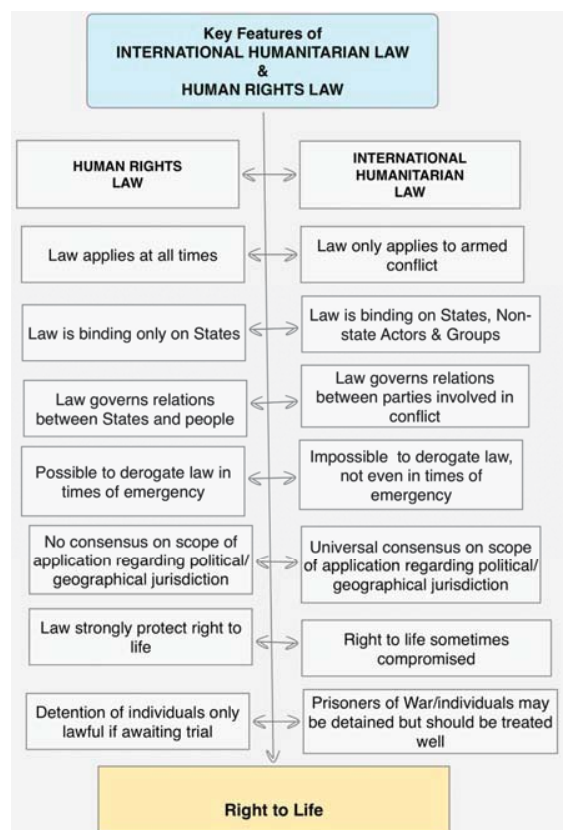 Key Features of
INTERNATIONAL HUMANITARIAN LAW
&
HUMAN RIGHTS LAW
HUMAN RIGHTS
LAW
INTERNATIONAL
HUMANITARIAN
LAW
Law applies at all times
Law only applies to armed
conflict
Law is binding only on States
Law is binding on States, Non-
state Actors & Groups
Law governs relations
between States and people
Law governs relations
between parties involved in
conflict
Possible to derogate law in
times of emergency
Impossible to derogate law,
not even in times of
emergency
No consensus on scope of
application regarding political/
geographical jurisdiction
Universal consensus on scope
of application regarding political/
geographical jurisdiction
Law strongly protect right to
life
Right to life sometimes
compromised
Detention of individuals only
lawful if awaiting trial
Prisoners of War/individuals may
be detained but should be treated
well
Right to Life